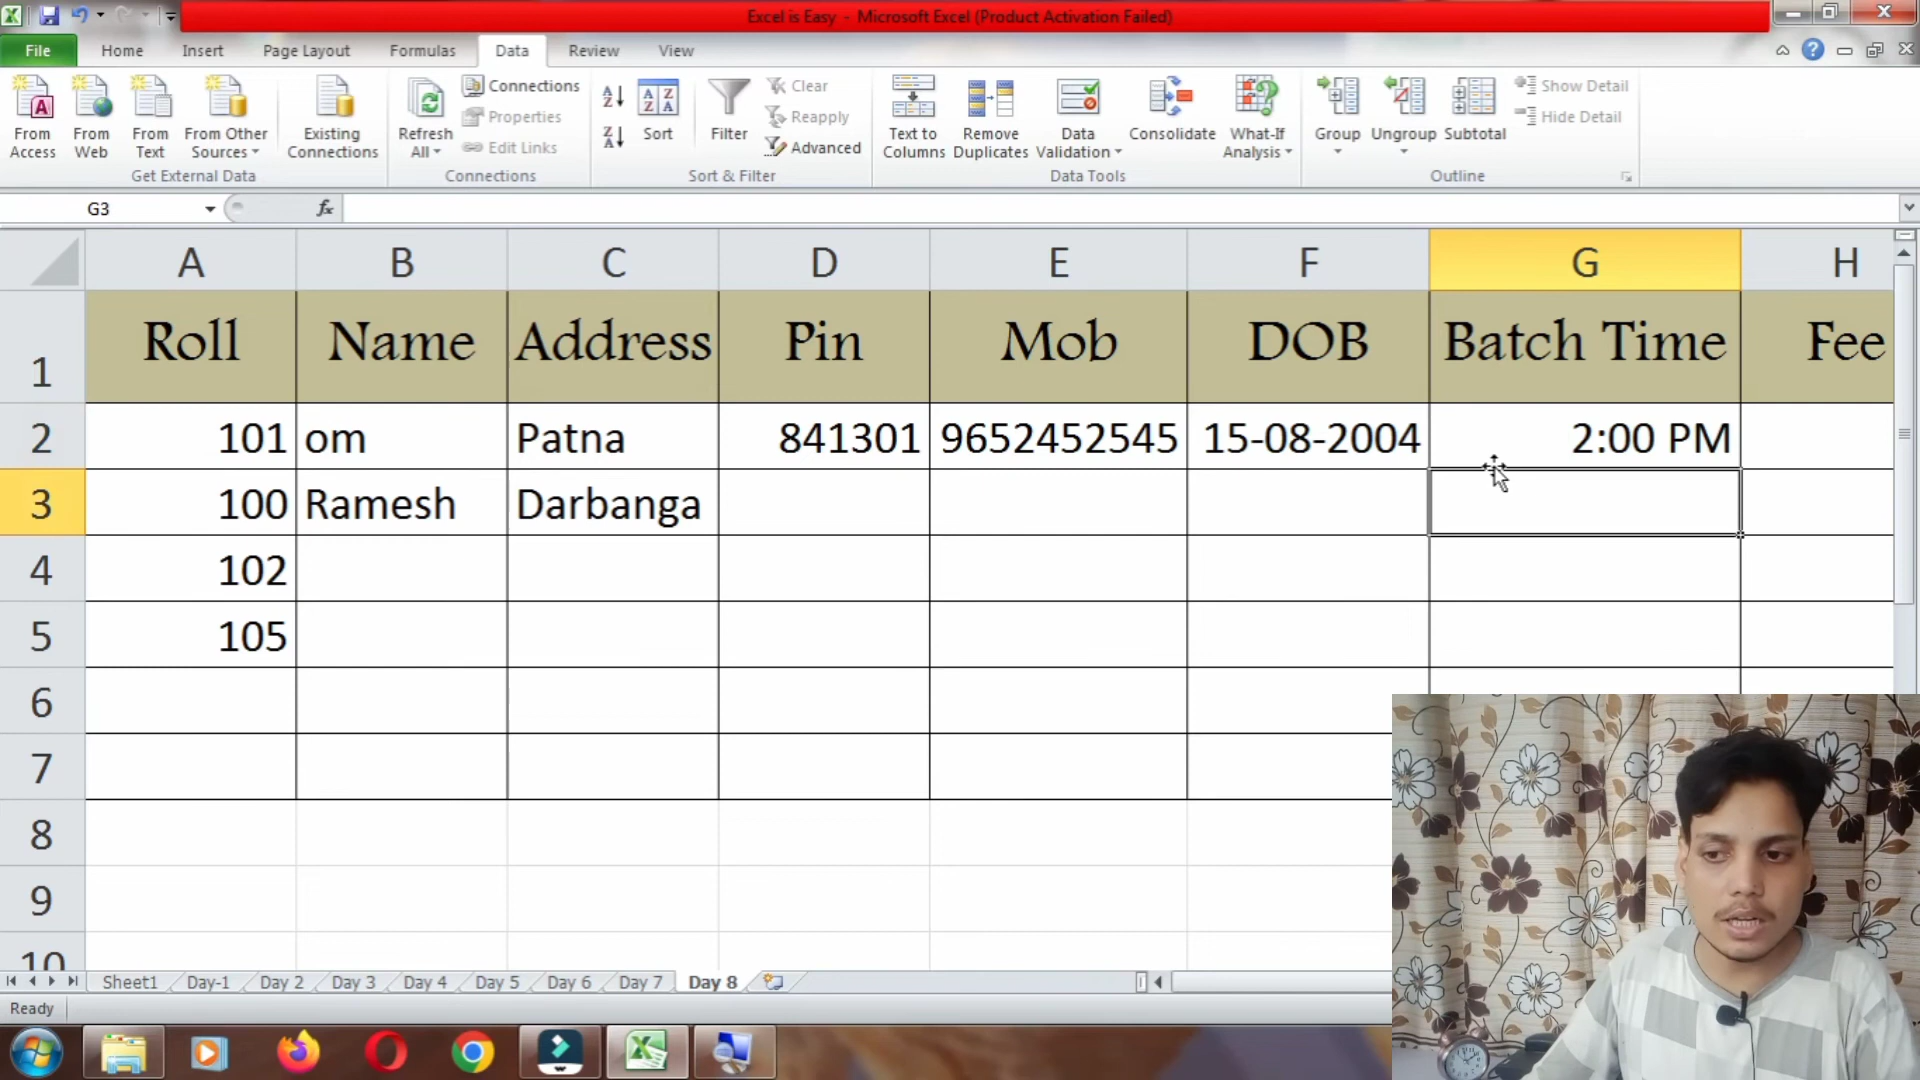 Excel is Easy - Microsoft Excel (Product Activation Failed)
File Home Insert Page Layout Formulas Data Review View
From Access
From Web
From Text
From Other Sources
Existing Connections
Refresh All
Connections
Properties
Edit Links
Sort
Filter
Clear
Reapply
Advanced
Text to Columns
Remove Duplicates
Data Validation
Consolidate
What-If Analysis
Group
Ungroup
Subtotal
Show Detail
Hide Detail
Get External Data Connections Sort & Filter Data Tools Outline
G3 fx
A B C D E F G H
1 Roll Name Address Pin Mob DOB Batch Time Fee
2 101 om Patna 841301 9652452545 15-08-2004 2:00 PM
3 100 Ramesh Darbanga
4 102
5 105
6
7
8
9
10
Sheet1 Day-1 Day 2 Day 3 Day 4 Day 5 Day 6 Day 7 Day 8
Ready